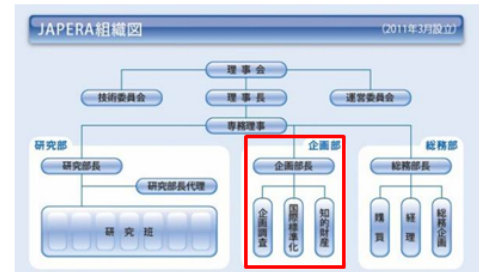 JAPERA組織図
(2011年3月設立)
理事会
技術委員会
理事長
運営委員会
専務理事
研究部
企画部
総務部
研究部長
企画部長
総務部長
研究部長代理
研究班
企画調査
国際標準化
知的財産
購買
経理
総務企画